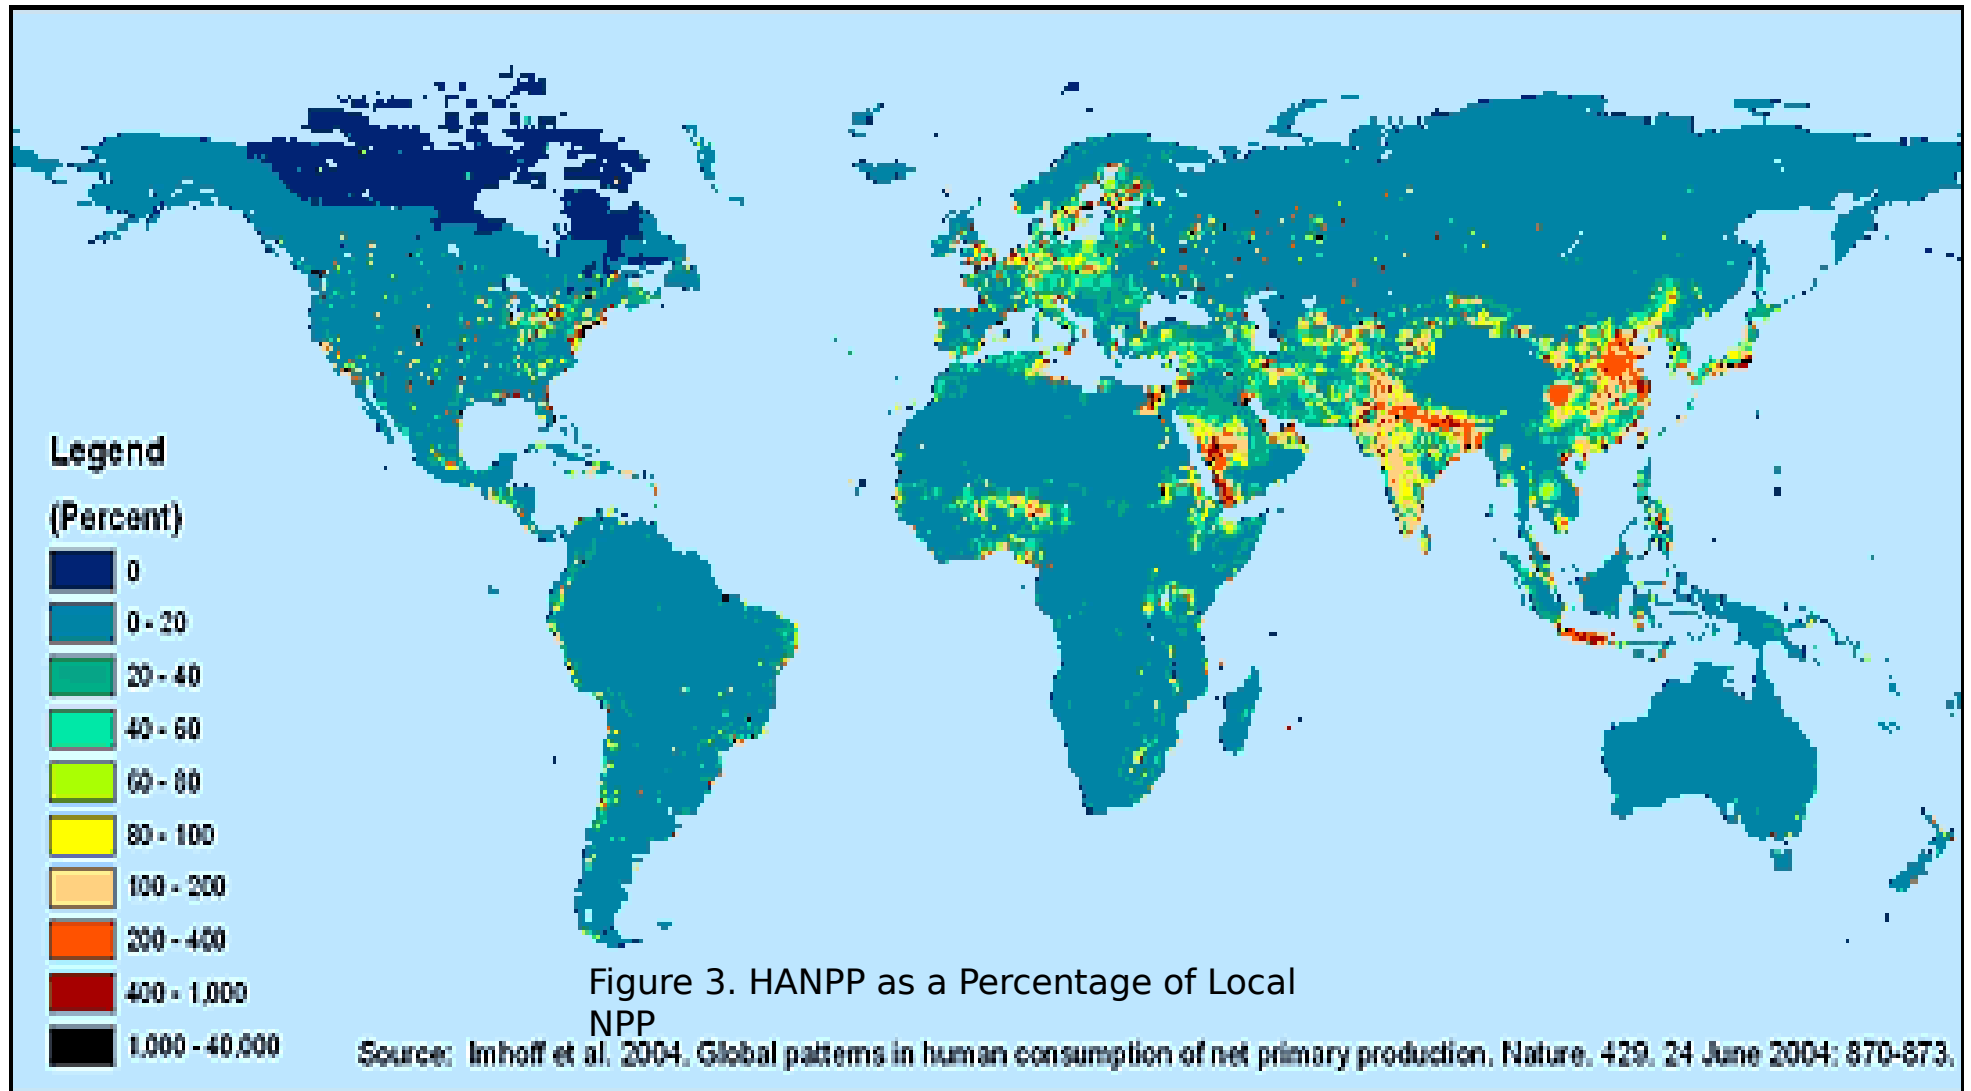 Legend
(Percent)
0
0 - 20
20 - 40
40 - 60
60 - 80
80 - 100
100 - 200
200 - 400
400 - 1,000
1,000 - 40,000
Figure 3. HANPP as a Percentage of Local
NPP
Source: Imhoff et al. 2004. Global patterns in human consumption of net primary production. Nature. 429. 24 June 2004: 870-873.